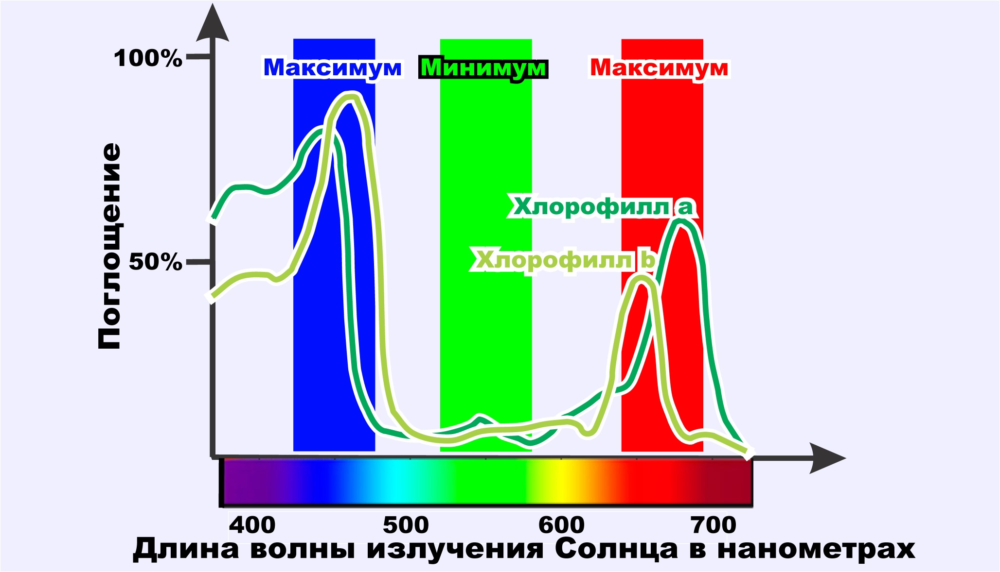 100%
Максимум
Минимум
Максимум
Поглощение
Хлорофилл a
50%
Хлорофилл b
400
500
600
700
Длина волны излучения Солнца в нанометрах